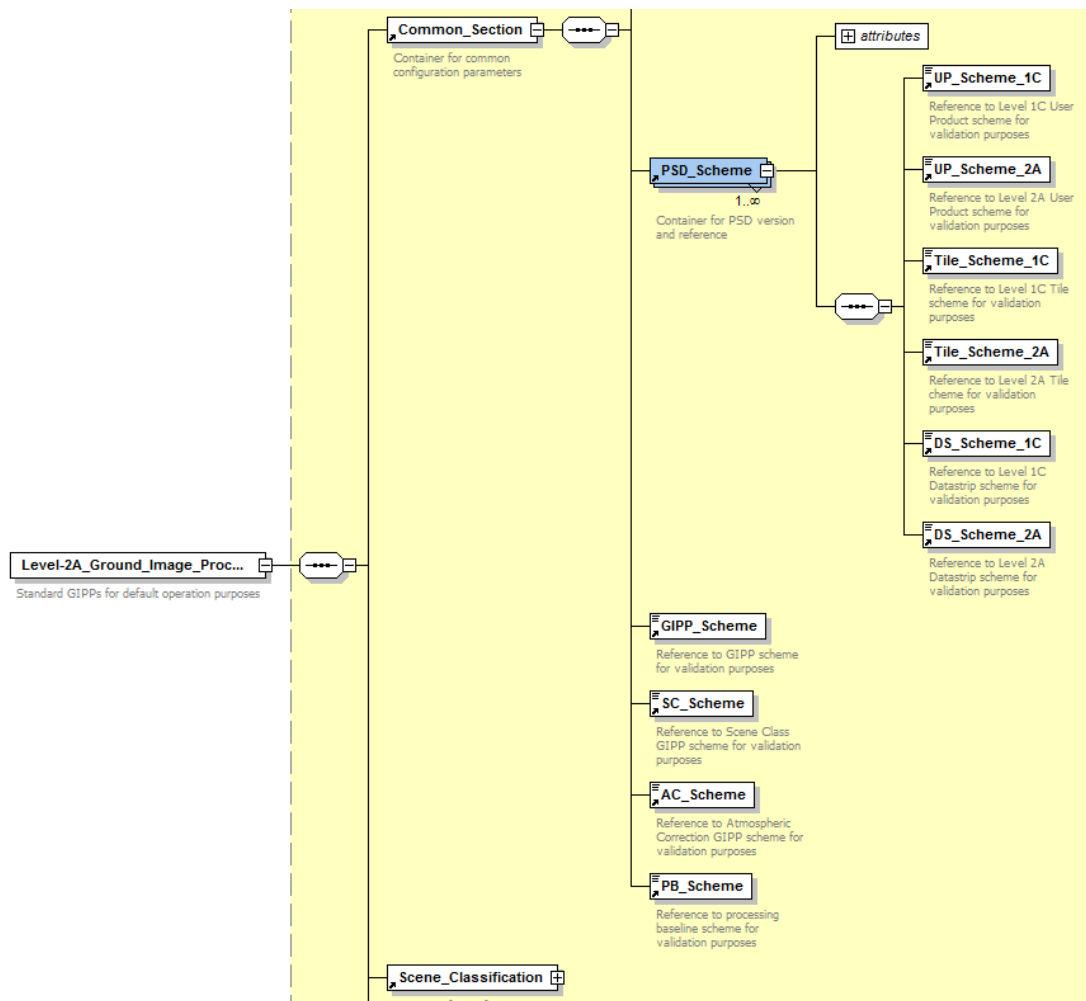 Common_Section
Container for common
configuration parameters
attributes
UP_Scheme_1C
Reference to Level 1C User
Product scheme for
validation purposes
PSD_Scheme
1..∞
Container for PSD version
and reference
UP_Scheme_2A
Reference to Level 2A User
Product scheme for
validation purposes
Tile_Scheme_1C
Reference to Level 1C Tile
scheme for validation
purposes
Tile_Scheme_2A
Reference to Level 2A Tile
cheme for validation
purposes
DS_Scheme_1C
Reference to Level 1C
Datastrip scheme for
validation purposes
DS_Scheme_2A
Reference to Level 2A
Datastrip scheme for
validation purposes
Level-2A_Ground_Image_Proc...
Standard GIPPs for default operation purposes
GIPP_Scheme
Reference to GIPP scheme
for validation purposes
SC_Scheme
Reference to Scene Class
GIPP scheme for validation
purposes
AC_Scheme
Reference to Atmospheric
Correction GIPP scheme for
validation purposes
PB_Scheme
Reference to processing
baseline scheme for
validation purposes
Scene_Classification